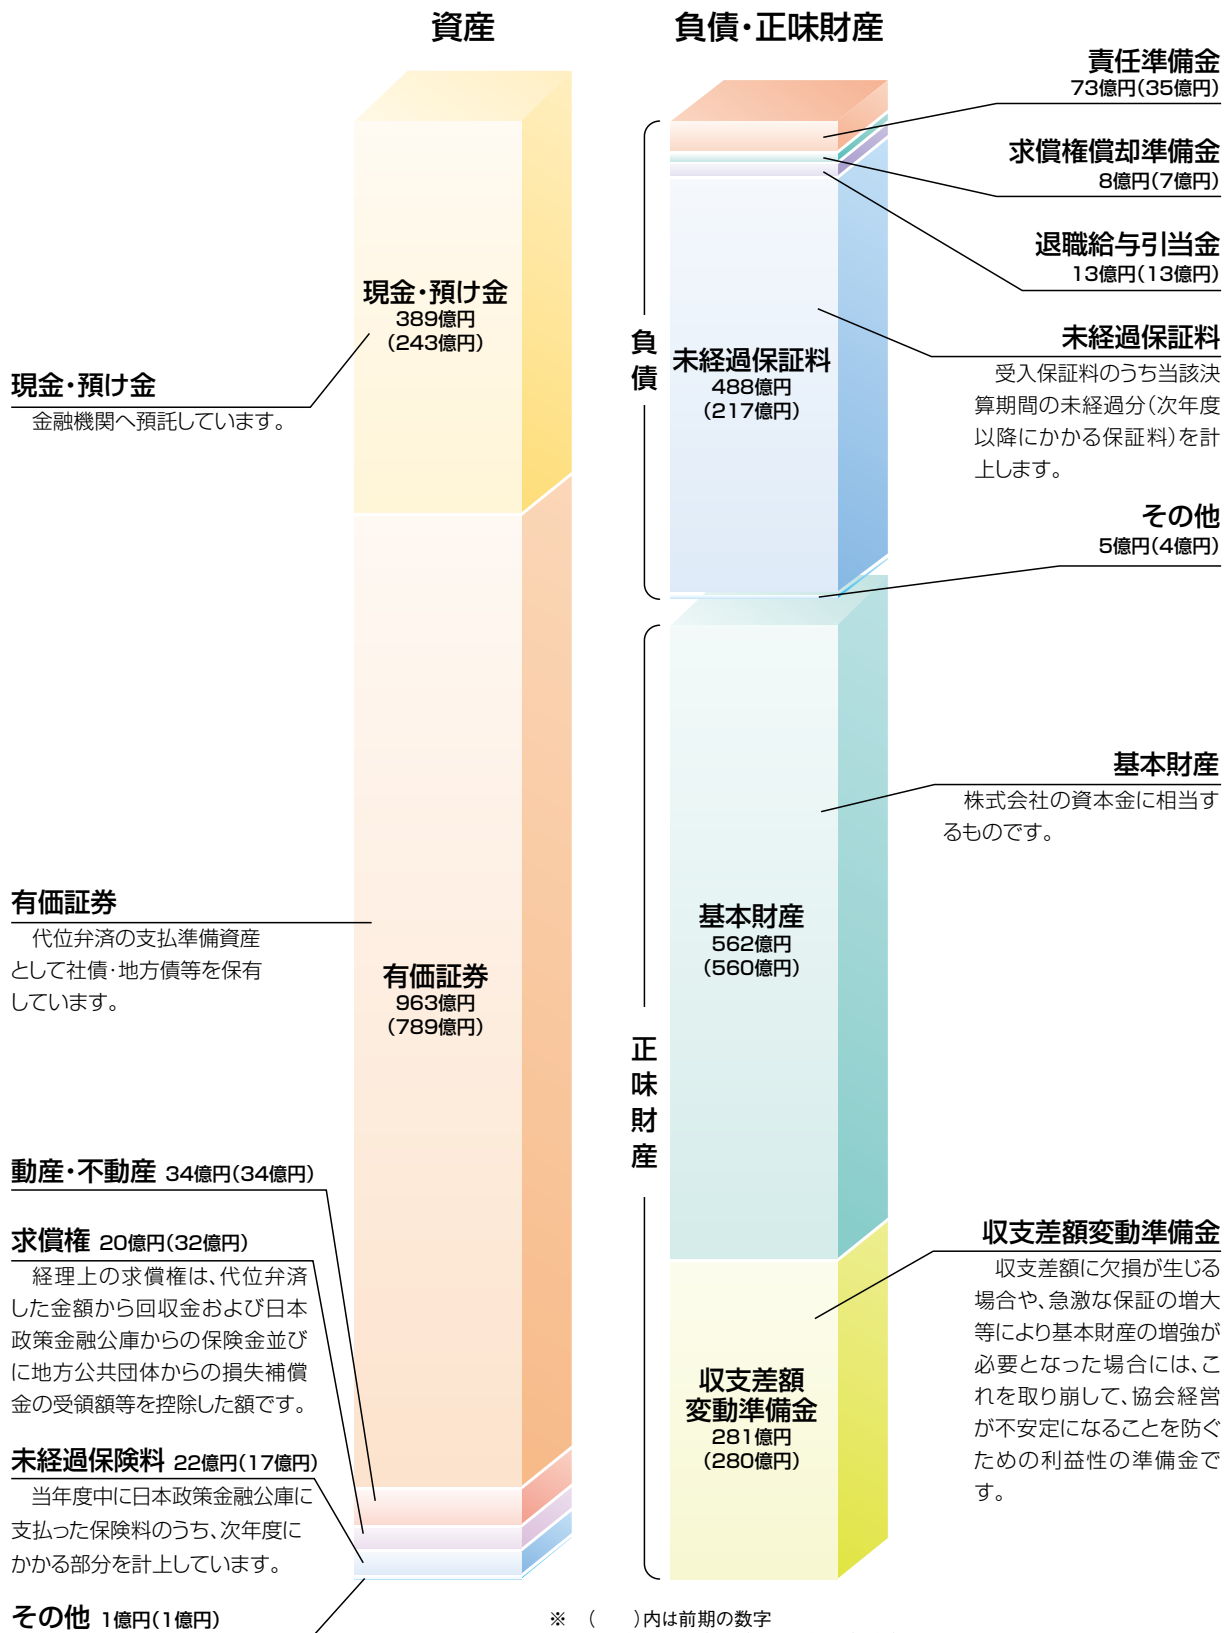 資産
負債・正味財産
現金・預け金
389億円
(243億円)
現金・預け金
金融機関へ預託しています。
有価証券
代位弁済の支払準備資産
として社債・地方債等を保有
しています。
有価証券
963億円
(789億円)
動産・不動産 34億円(34億円)
求償権 20億円(32億円)
経理上の求償権は、代位弁済
した金額から回収金および日本
政策金融公庫からの保険金並び
に地方公共団体からの損失補償
金の受領額等を控除した額です。
未経過保険料 22億円(17億円)
当年度中に日本政策金融公庫に
支払った保険料のうち、次年度に
かかる部分を計上しています。
その他 1億円(1億円)
負債
責任準備金
73億円(35億円)
求償権償却準備金
8億円(7億円)
退職給与引当金
13億円(13億円)
未経過保証料
488億円
(217億円)
未経過保証料
受入保証料のうち当該決
算期間の未経過分(次年度
以降にかかる保証料)を計
上します。
その他
5億円(4億円)
正味財産
基本財産
562億円
(560億円)
基本財産
株式会社の資本金に相当す
るものです。
収支差額
変動準備金
281億円
(280億円)
収支差額変動準備金
収支差額に欠損が生じる
場合や、急激な保証の増大
等により基本財産の増強が
必要となった場合には、こ
れを取り崩して、協会経営
が不安定になることを防ぐ
ための利益性の準備金で
す。
※ (　　)内は前期の数字